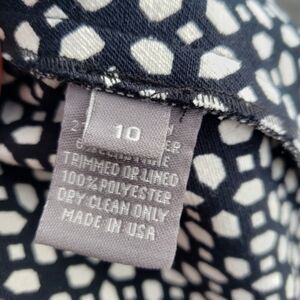 10
TRIMMED OR LINED
100% POLYESTER
DRY CLEAN ONLY
MADE IN USA